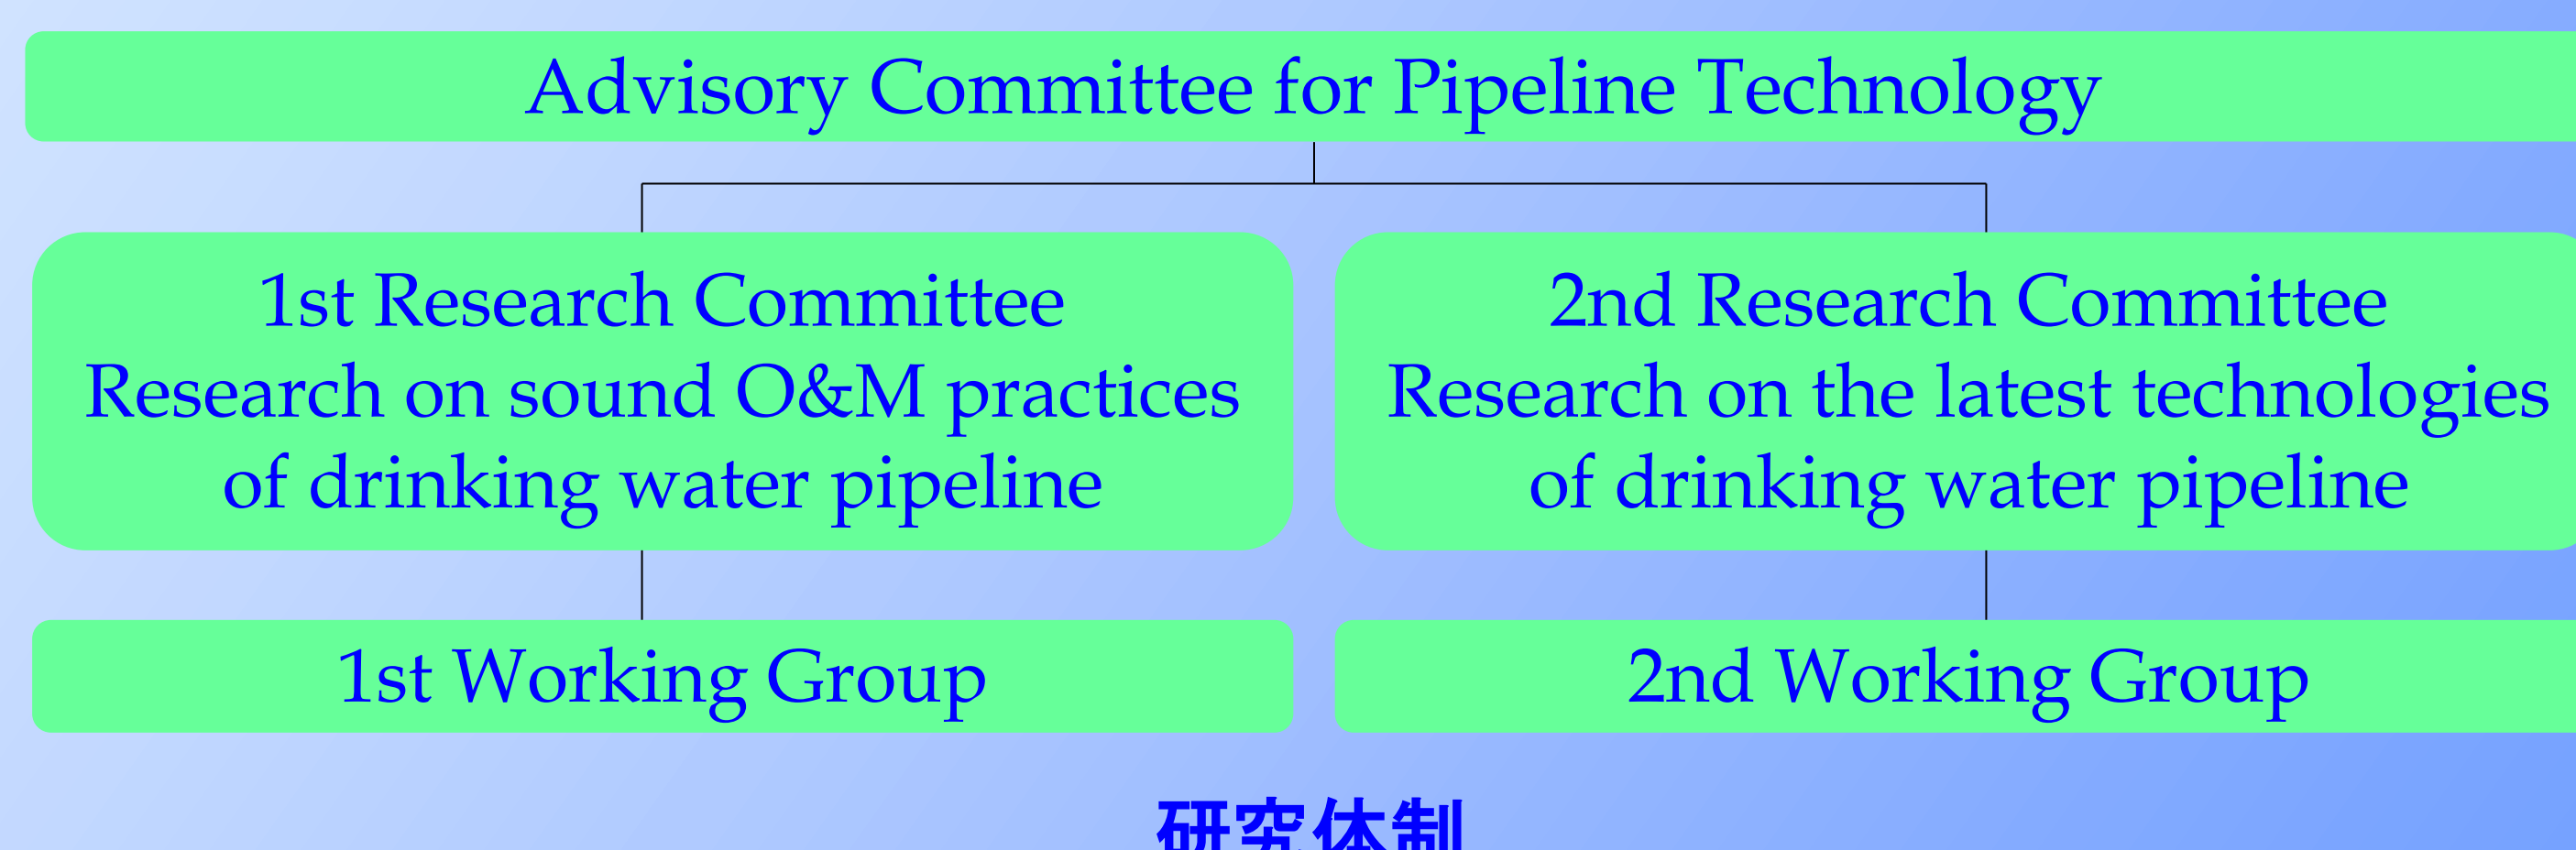 Advisory Committee for Pipeline Technology
1st Research Committee
Research on sound O&M practices
of drinking water pipeline
2nd Research Committee
Research on the latest technologies
of drinking water pipeline
1st Working Group
2nd Working Group
研究体制